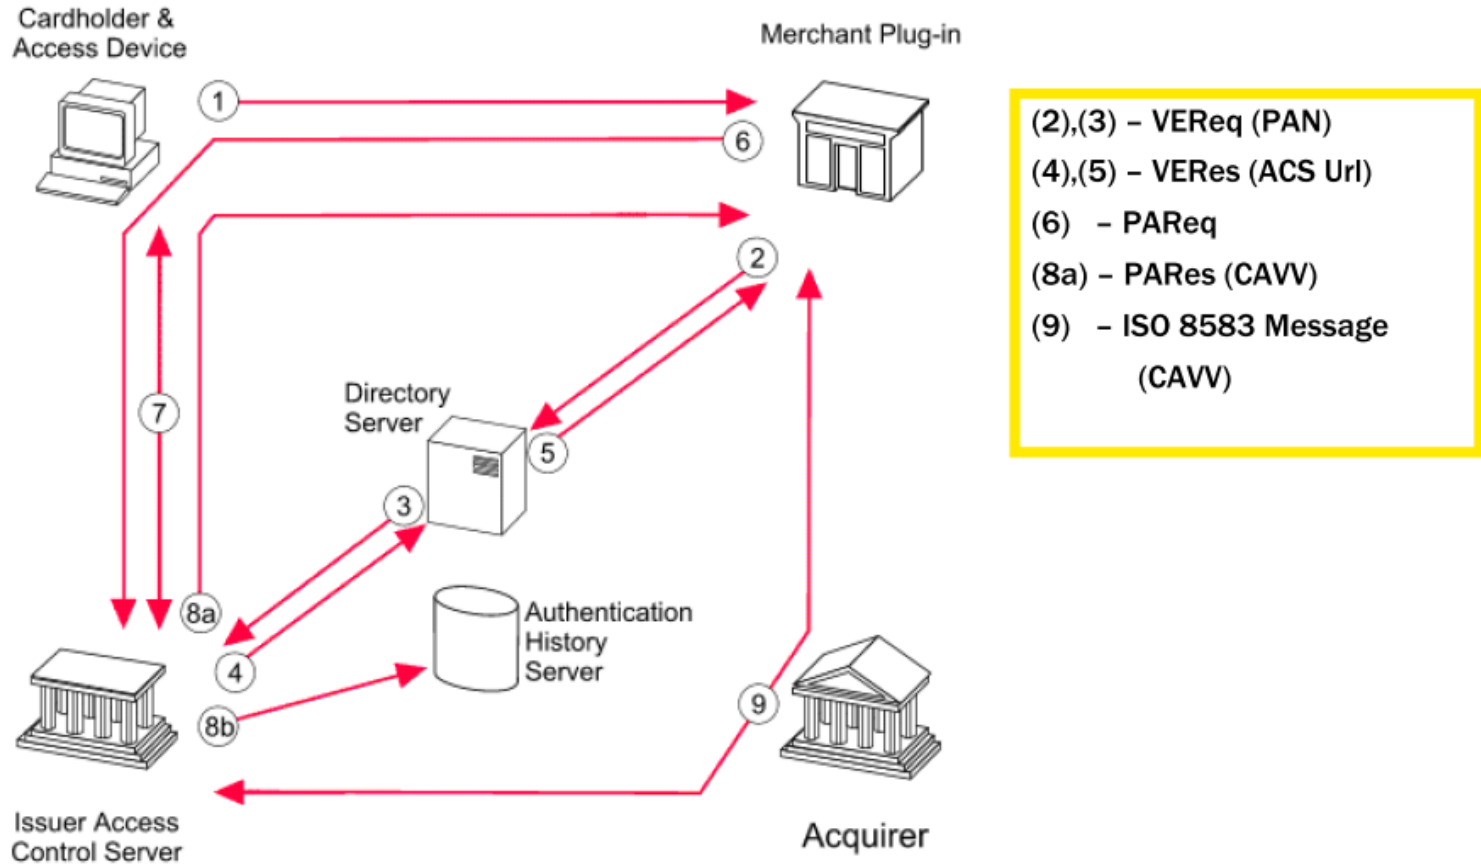 Cardholder &
Access Device
Merchant Plug-in
1
6
2
7
Directory
Server
5
3
8a
4
8b
Authentication
History
Server
9
Issuer Access
Control Server
Acquirer
(2),(3) – VEReq (PAN)
(4),(5) – VERes (ACS Url)
(6) – PAReq
(8a) – PARes (CAVV)
(9) – ISO 8583 Message
(CAVV)